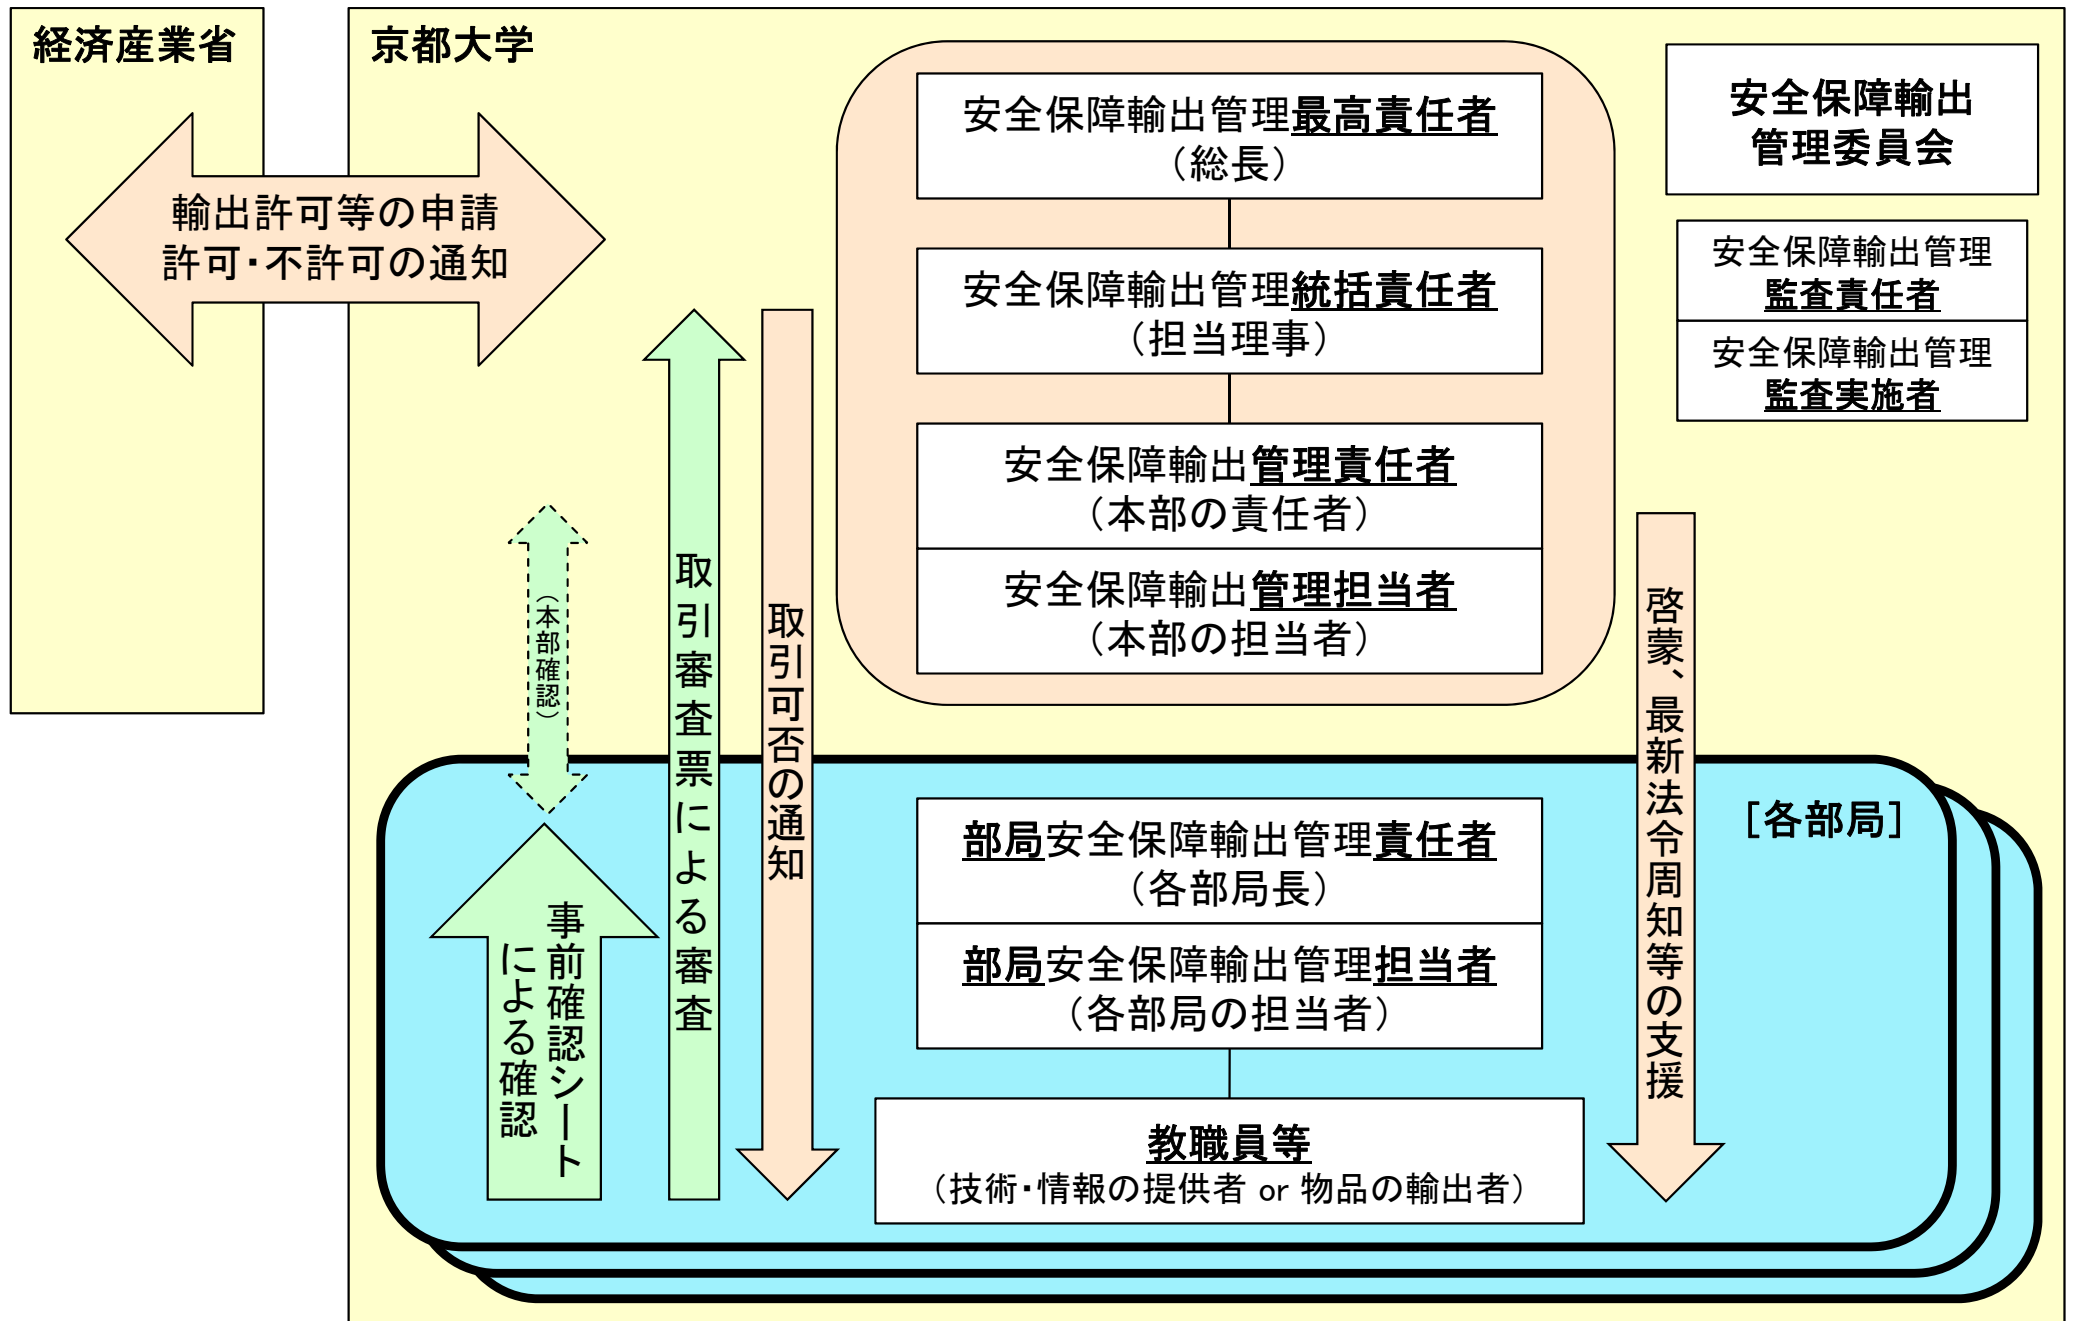 経済産業省
京都大学
輸出許可等の申請
許可・不許可の通知
安全保障輸出管理最高責任者
（総長）
安全保障輸出管理統括責任者
（担当理事）
安全保障輸出管理責任者
（本部の責任者）
安全保障輸出管理担当者
（本部の担当者）
安全保障輸出
管理委員会
安全保障輸出管理
監査責任者
安全保障輸出管理
監査実施者
（本部確認）
取引審査票による審査
取引可否の通知
啓蒙、最新法令周知等の支援
［各部局］
部局安全保障輸出管理責任者
（各部局長）
部局安全保障輸出管理担当者
（各部局の担当者）
事前確認シート
による確認
教職員等
（技術・情報の提供者 or 物品の輸出者）